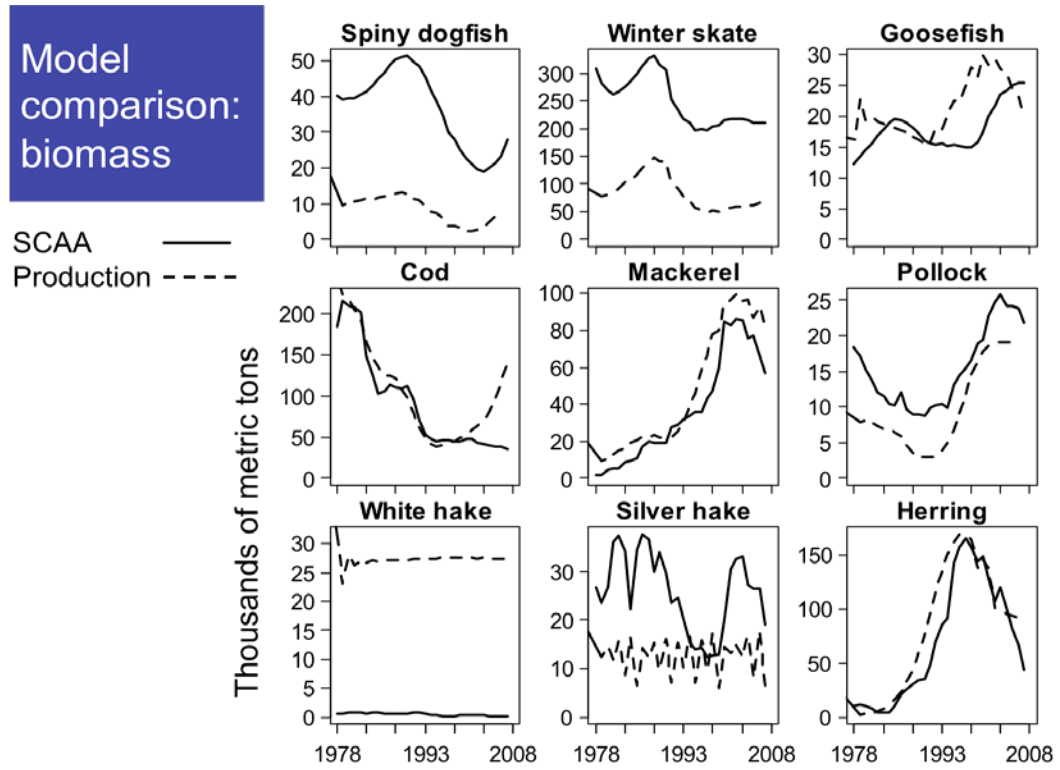 Model
comparison:
biomass
SCAA
Production
Thousands of metric tons
Spiny dogfish
50
40
30
20
10
0
Winter skate
300
250
200
150
100
50
0
Goosefish
30
25
20
15
10
5
0
Cod
200
150
100
50
0
Mackerel
100
80
60
40
20
0
Pollock
25
20
15
10
5
0
White hake
30
25
20
15
10
5
0
1978 1993 2008
Silver hake
30
20
10
0
1978 1993 2008
Herring
150
100
50
0
1978 1993 2008